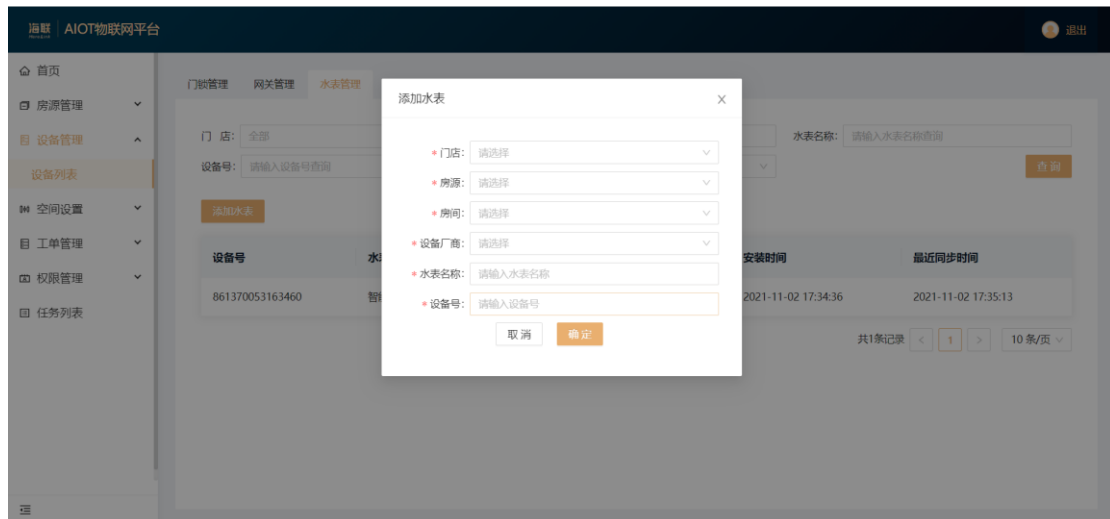 海联 AIOT物联网平台
退出
首页
房源管理
设备管理
设备列表
空间设置
工单管理
权限管理
任务列表
门锁管理 网关管理 水表管理
门 店: 全部
水表名称: 请输入水表名称查询
设备号: 请输入设备号查询
查 询
添加水表
设备号 水 安装时间 最近同步时间
861370053163460 智 2021-11-02 17:34:36 2021-11-02 17:35:13
共1条记录 < 1 > 10 条/页
添加水表 X
* 门店: 请选择
* 房源: 请选择
* 房间: 请选择
* 设备厂商: 请选择
* 水表名称: 请输入水表名称
* 设备号: 请输入设备号
取 消 确 定